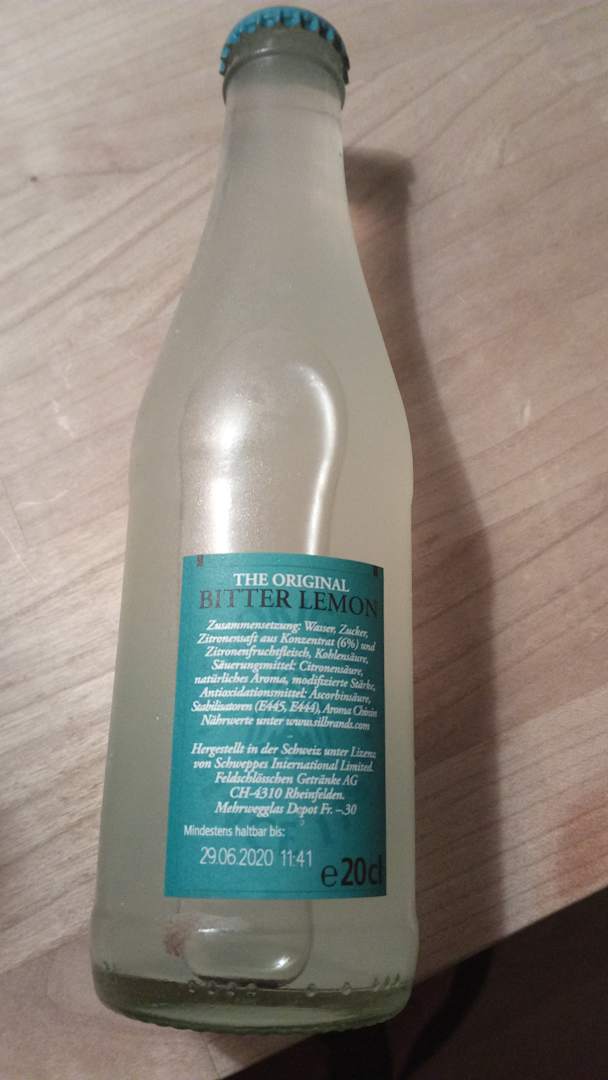 THE ORIGINAL
BITTER LEMON
Zusammensetzung: Wasser, Zucker,
Zitronensaft aus Konzentrat (6%) und
Zitronenfruchtfleisch, Kohlensäure,
Säuerungsmittel: Citronensäure,
natürliches Aroma, modifizierte Stärke,
Antioxidationsmittel: Ascorbinsäure,
Stabilisatoren (E445, E444), Aroma Chinin
Nährwerte unter www.silbrands.com
Hergestellt in der Schweiz unter Lizenz
von Schweppes International Limited.
Feldschlösschen Getränke AG
CH-4310 Rheinfelden.
Mehrwegglas Depot Fr. –.30
Mindestens haltbar bis:
29.06.2020 11:41
e 20cl